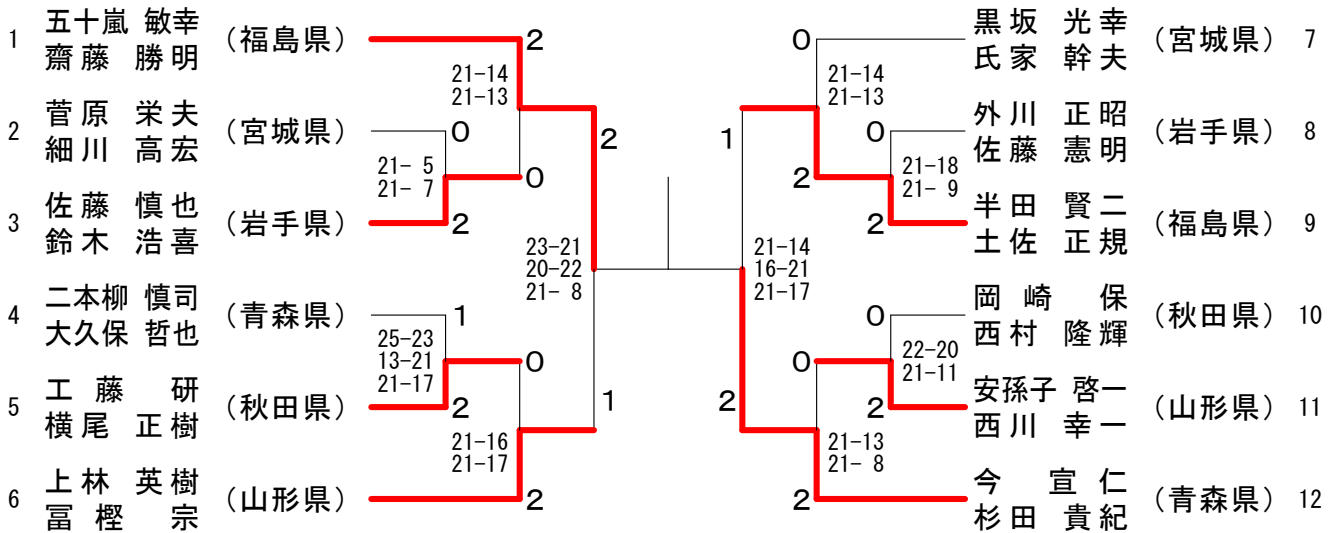 1 五十嵐 敏幸 齋藤 勝明 (福島県) 2
21-14
21-13
2 菅原 栄夫 細川 高宏 (宮城県) 0
21- 5
21- 7
0
3 佐藤 慎也 鈴木 浩喜 (岩手県) 2
2
23-21
20-22
21- 8
4 二本柳 慎司 大久保 哲也 (青森県) 1
25-23
13-21
21-17
0
5 工藤 研 横尾 正樹 (秋田県) 2
1
21-16
21-17
6 上林 英樹 冨樫 宗 (山形県) 2
0 黒坂 光幸 氏家 幹夫 (宮城県) 7
21-14
21-13
0 外川 正昭 佐藤 憲明 (岩手県) 8
1
21-18
21- 9
2
2 半田 賢二 土佐 正規 (福島県) 9
21-14
16-21
21-17
0 岡崎 保 西村 隆輝 (秋田県) 10
22-20
21-11
0
2 安孫子 啓一 西川 幸一 (山形県) 11
2
21-13
21- 8
2 今 宣仁 杉田 貴紀 (青森県) 12